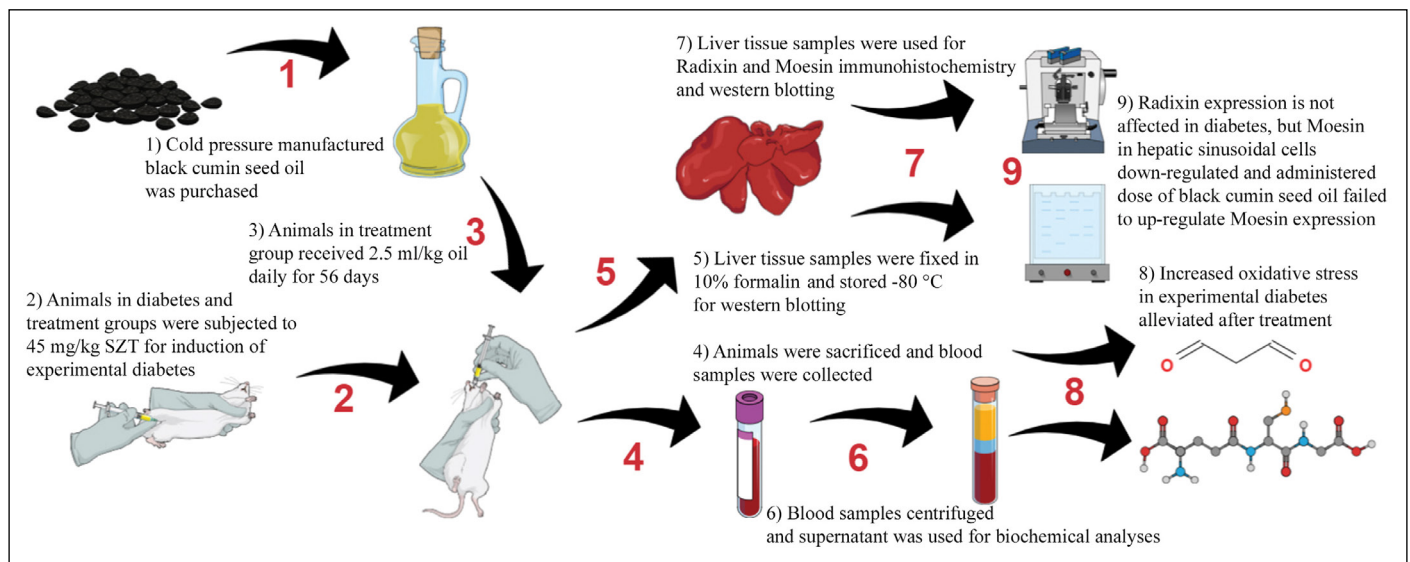 1
1) Cold pressure manufactured
black cumin seed oil
was purchased
2) Animals in diabetes and
treatment groups were subjected to
45 mg/kg SZT for induction of
experimental diabetes
2
3) Animals in treatment
group received 2.5 ml/kg oil
daily for 56 days
3
4
4) Animals were sacrificed and blood
samples were collected
5
5) Liver tissue samples were fixed in
10% formalin and stored -80 °C
for western blotting
6
6) Blood samples centrifuged
and supernatant was used for biochemical analyses
7) Liver tissue samples were used for
Radixin and Moesin immunohistochemistry
and western blotting
7
8
8) Increased oxidative stress
in experimental diabetes
alleviated after treatment
O O
9
9) Radixin expression is not
affected in diabetes, but Moesin
in hepatic sinusoidal cells
down-regulated and administered
dose of black cumin seed oil failed
to up-regulate Moesin expression